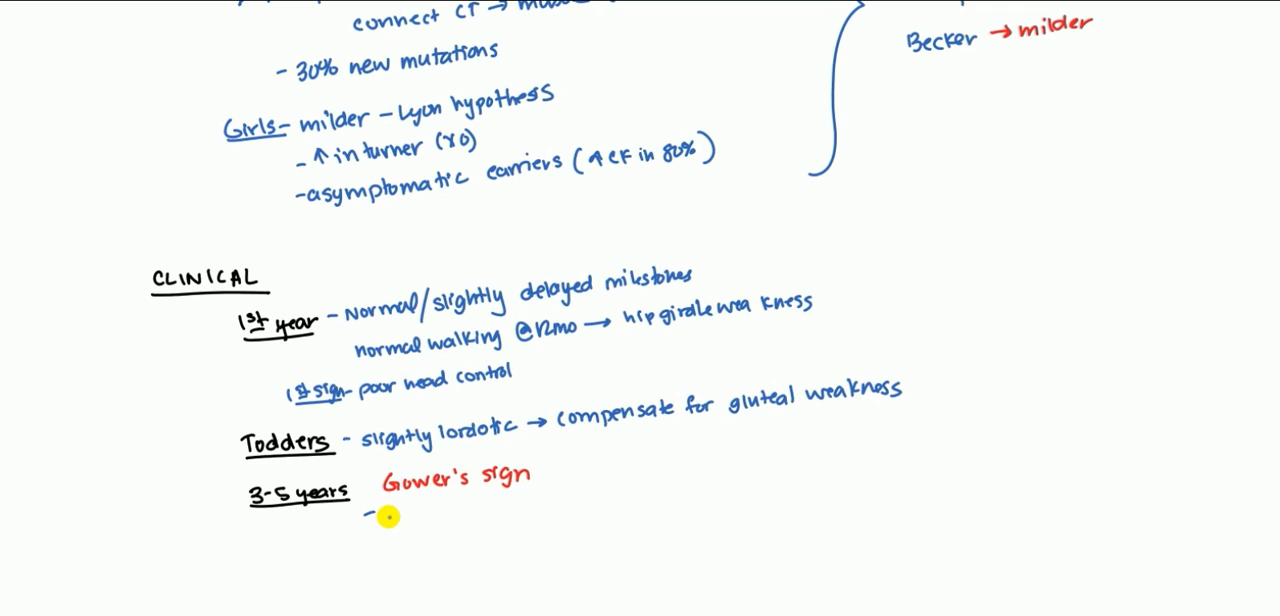 connect CT →
Becker → milder
- 30% new mutations
Girls - milder - Lyon hypothess
- ↑ in turner (XO)
- asymptomatic carriers (↑ CK in 80%)
CLINICAL
1st year - Normal/slightly delayed milestones
normal walking @12mo → hip girdle weakness
1st sign - poor head control
Todders - slightly lordotic → compensate for gluteal weakness
3-5 years Gower's sign
-